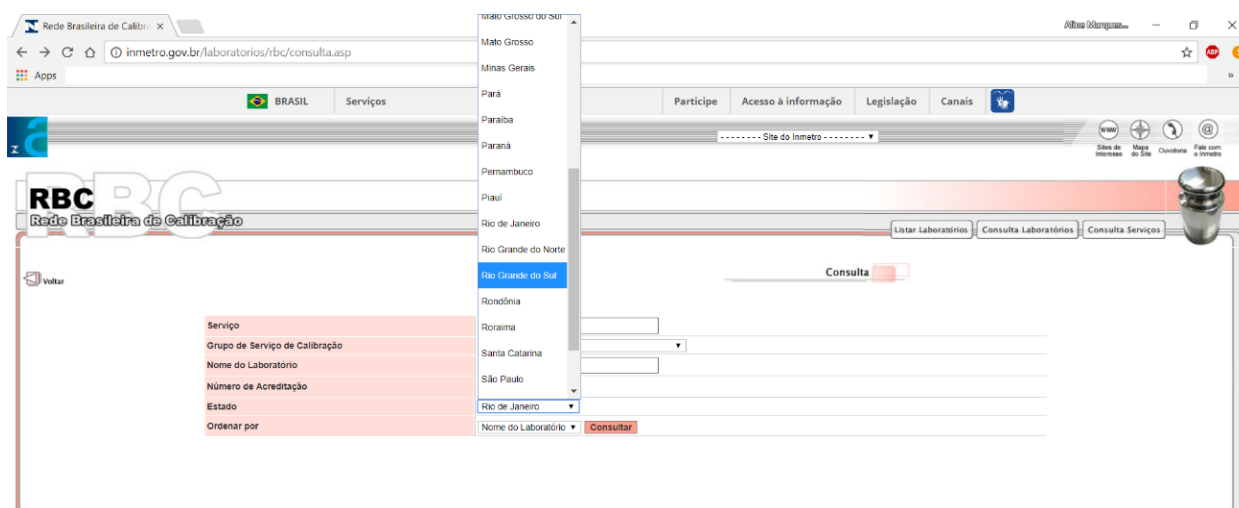 Rede Brasileira de Calibr
inmetro.gov.br/laboratorios/rbc/consulta.asp
ABP
Apps
»
BRASIL Serviços Participe Acesso à informação Legislação Canais
- - - - - - - - Site do Inmetro - - - - - - - -
www @
Sites de Interesse
Mapa do Site
Ouvidoria
Fale com o Inmetro
RBC
Rede Brasileira de Calibração
Listar Laboratórios Consulta Laboratórios Consulta Serviços
Voltar
Consulta
Serviço
Grupo de Serviço de Calibração
Nome do Laboratório
Número de Acreditação
Estado
Ordenar por
Mato Grosso do Sul
Mato Grosso
Minas Gerais
Pará
Paraíba
Paraná
Pernambuco
Piauí
Rio de Janeiro
Rio Grande do Norte
Rio Grande do Sul
Rondônia
Roraima
Santa Catarina
São Paulo
Rio de Janeiro
Nome do Laboratório Consultar